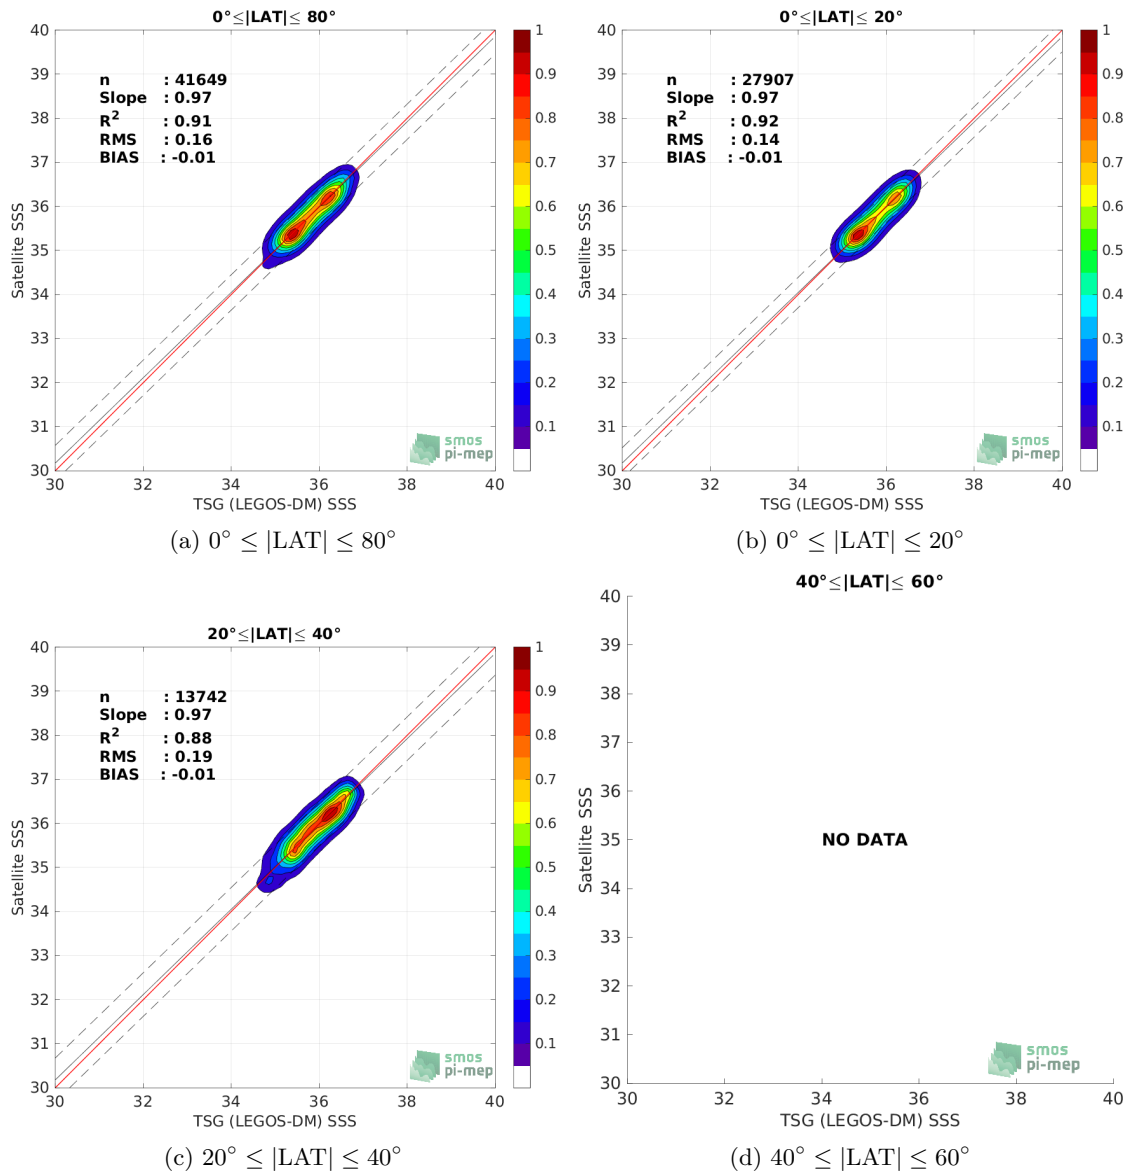 0°≤|LAT|≤ 80°
40
39
38
37
36
35
34
33
32
31
30
30 32 34 36 38 40
Satellite SSS
TSG (LEGOS-DM) SSS
n : 41649
Slope : 0.97
R² : 0.91
RMS : 0.16
BIAS : -0.01
smos
pi-mep
1
0.9
0.8
0.7
0.6
0.5
0.4
0.3
0.2
0.1
(a) 0° ≤ |LAT| ≤ 80°
0°≤|LAT|≤ 20°
40
39
38
37
36
35
34
33
32
31
30
30 32 34 36 38 40
Satellite SSS
TSG (LEGOS-DM) SSS
n : 27907
Slope : 0.97
R² : 0.92
RMS : 0.14
BIAS : -0.01
smos
pi-mep
1
0.9
0.8
0.7
0.6
0.5
0.4
0.3
0.2
0.1
(b) 0° ≤ |LAT| ≤ 20°
20°≤|LAT|≤ 40°
40
39
38
37
36
35
34
33
32
31
30
30 32 34 36 38 40
Satellite SSS
TSG (LEGOS-DM) SSS
n : 13742
Slope : 0.97
R² : 0.88
RMS : 0.19
BIAS : -0.01
smos
pi-mep
1
0.9
0.8
0.7
0.6
0.5
0.4
0.3
0.2
0.1
(c) 20° ≤ |LAT| ≤ 40°
40°≤|LAT|≤ 60°
40
39
38
37
36
35
34
33
32
31
30
30 32 34 36 38 40
Satellite SSS
TSG (LEGOS-DM) SSS
NO DATA
smos
pi-mep
(d) 40° ≤ |LAT| ≤ 60°